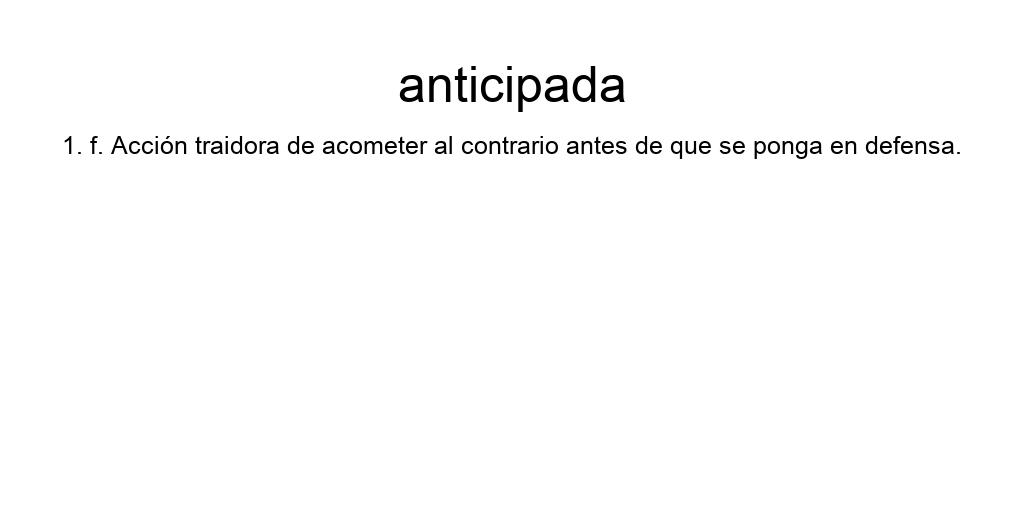 anticipada
1. f. Acción traidora de acometer al contrario antes de que se ponga en defensa.